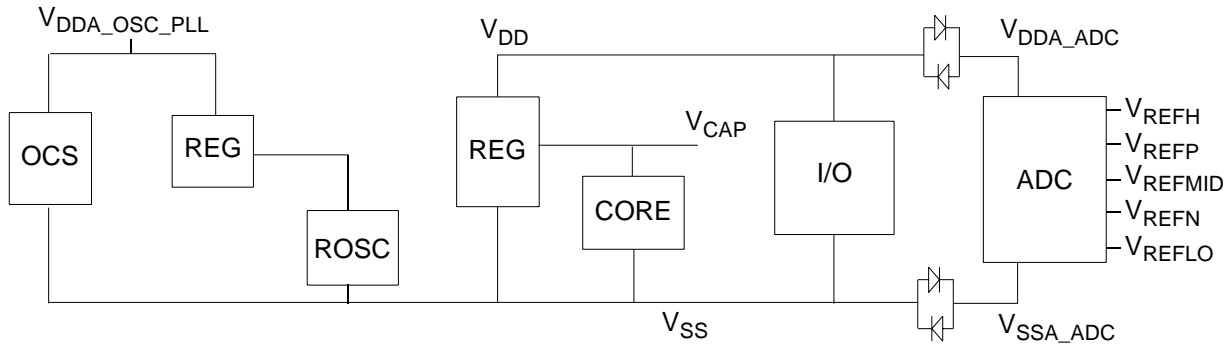 VDDA_OSC_PLL
VDD
VDDA_ADC
OCS
REG
ROSC
REG
VCAP
CORE
I/O
ADC
VREFH
VREFP
VREFMID
VREFN
VREFLO
VSS
VSSA_ADC